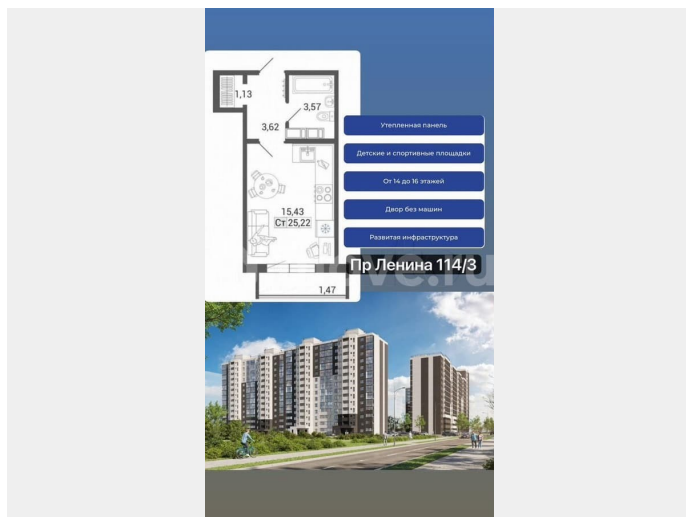 1,13
3,57
3,62
Утепленная панель
Детские и спортивные площадки
От 14 до 16 этажей
15,43
Ст 25,22
Двор без машин
Развитая инфраструктура
Пр Ленина 114/3
1,47